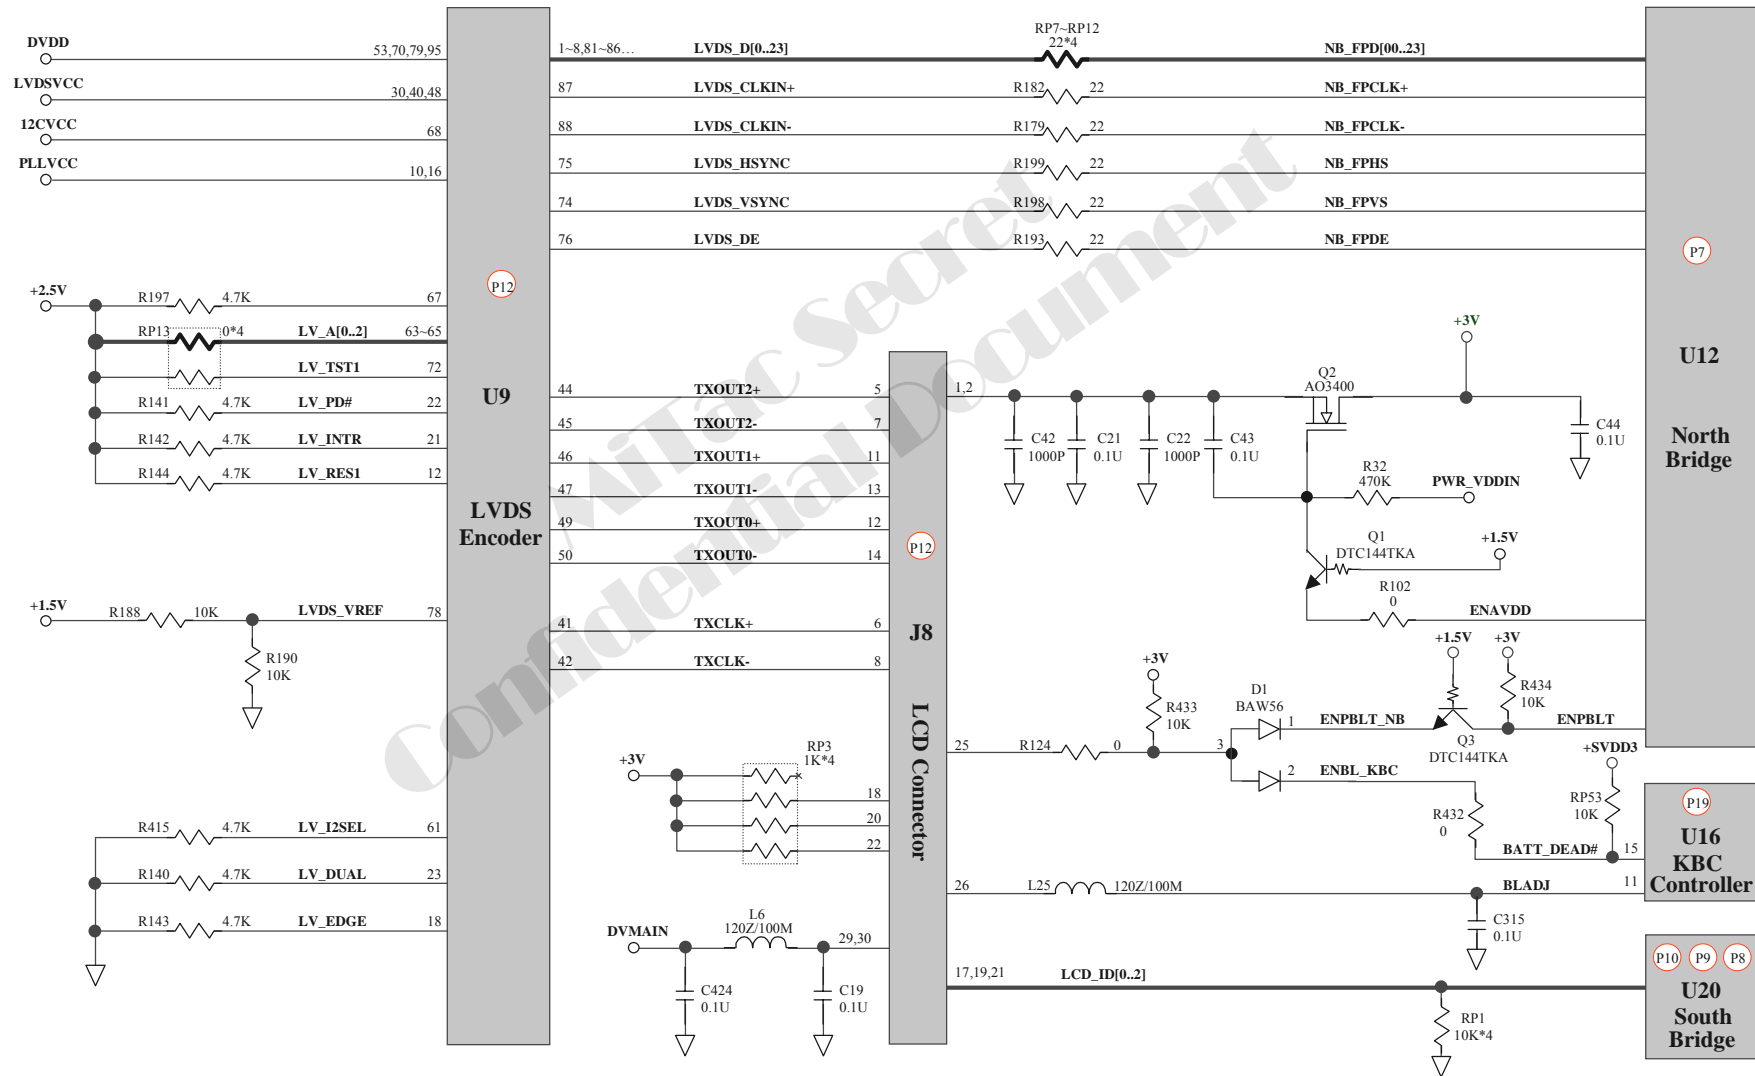 DVDD
53,70,79,95
LVDSVCC
30,40,48
12CVCC
68
PLLVCC
10,16
+2.5V
R197 4.7K 67
RP13 0*4 LV_A[0..2] 63~65
LV_TST1 72
R141 4.7K LV_PD# 22
R142 4.7K LV_INTR 21
R144 4.7K LV_RES1 12
+1.5V
R188 10K LVDS_VREF 78
R190
10K
R415 4.7K LV_I2SEL 61
R140 4.7K LV_DUAL 23
R143 4.7K LV_EDGE 18
P12
U9
LVDS
Encoder
1~8,81~86… LVDS_D[0..23]
RP7~RP12
22*4
NB_FPD[00..23]
87 LVDS_CLKIN+ R182 22 NB_FPCLK+
88 LVDS_CLKIN- R179 22 NB_FPCLK-
75 LVDS_HSYNC R199 22 NB_FPHS
74 LVDS_VSYNC R198 22 NB_FPVS
76 LVDS_DE R193 22 NB_FPDE
44 TXOUT2+ 5
45 TXOUT2- 7
46 TXOUT1+ 11
47 TXOUT1- 13
49 TXOUT0+ 12
50 TXOUT0- 14
41 TXCLK+ 6
42 TXCLK- 8
RP3
1K*4
+3V
18
20
22
L6
120Z/100M
DVMAIN
29,30
C424
0.1U
C19
0.1U
P12
J8
LCD Connector
1,2
C42
1000P
C21
0.1U
C22
1000P
C43
0.1U
Q2
AO3400
+3V
C44
0.1U
R32
470K
PWR_VDDIN
Q1
DTC144TKA
+1.5V
R102
0
ENAVDD
+1.5V
+3V
R434
10K
+3V
R433
10K
D1
BAW56
1
ENPBLT_NB
ENPBLT
Q3
DTC144TKA
25
R124
0
3
2
ENBL_KBC
+SVDD3
RP53
10K
R432
0
BATT_DEAD#
15
26
L25
120Z/100M
BLADJ
11
C315
0.1U
17,19,21
LCD_ID[0..2]
RP1
10K*4
P7
U12
North
Bridge
P19
U16
KBC
Controller
P10 P9 P8
U20
South
Bridge
MiTac Secret
Confidential Document